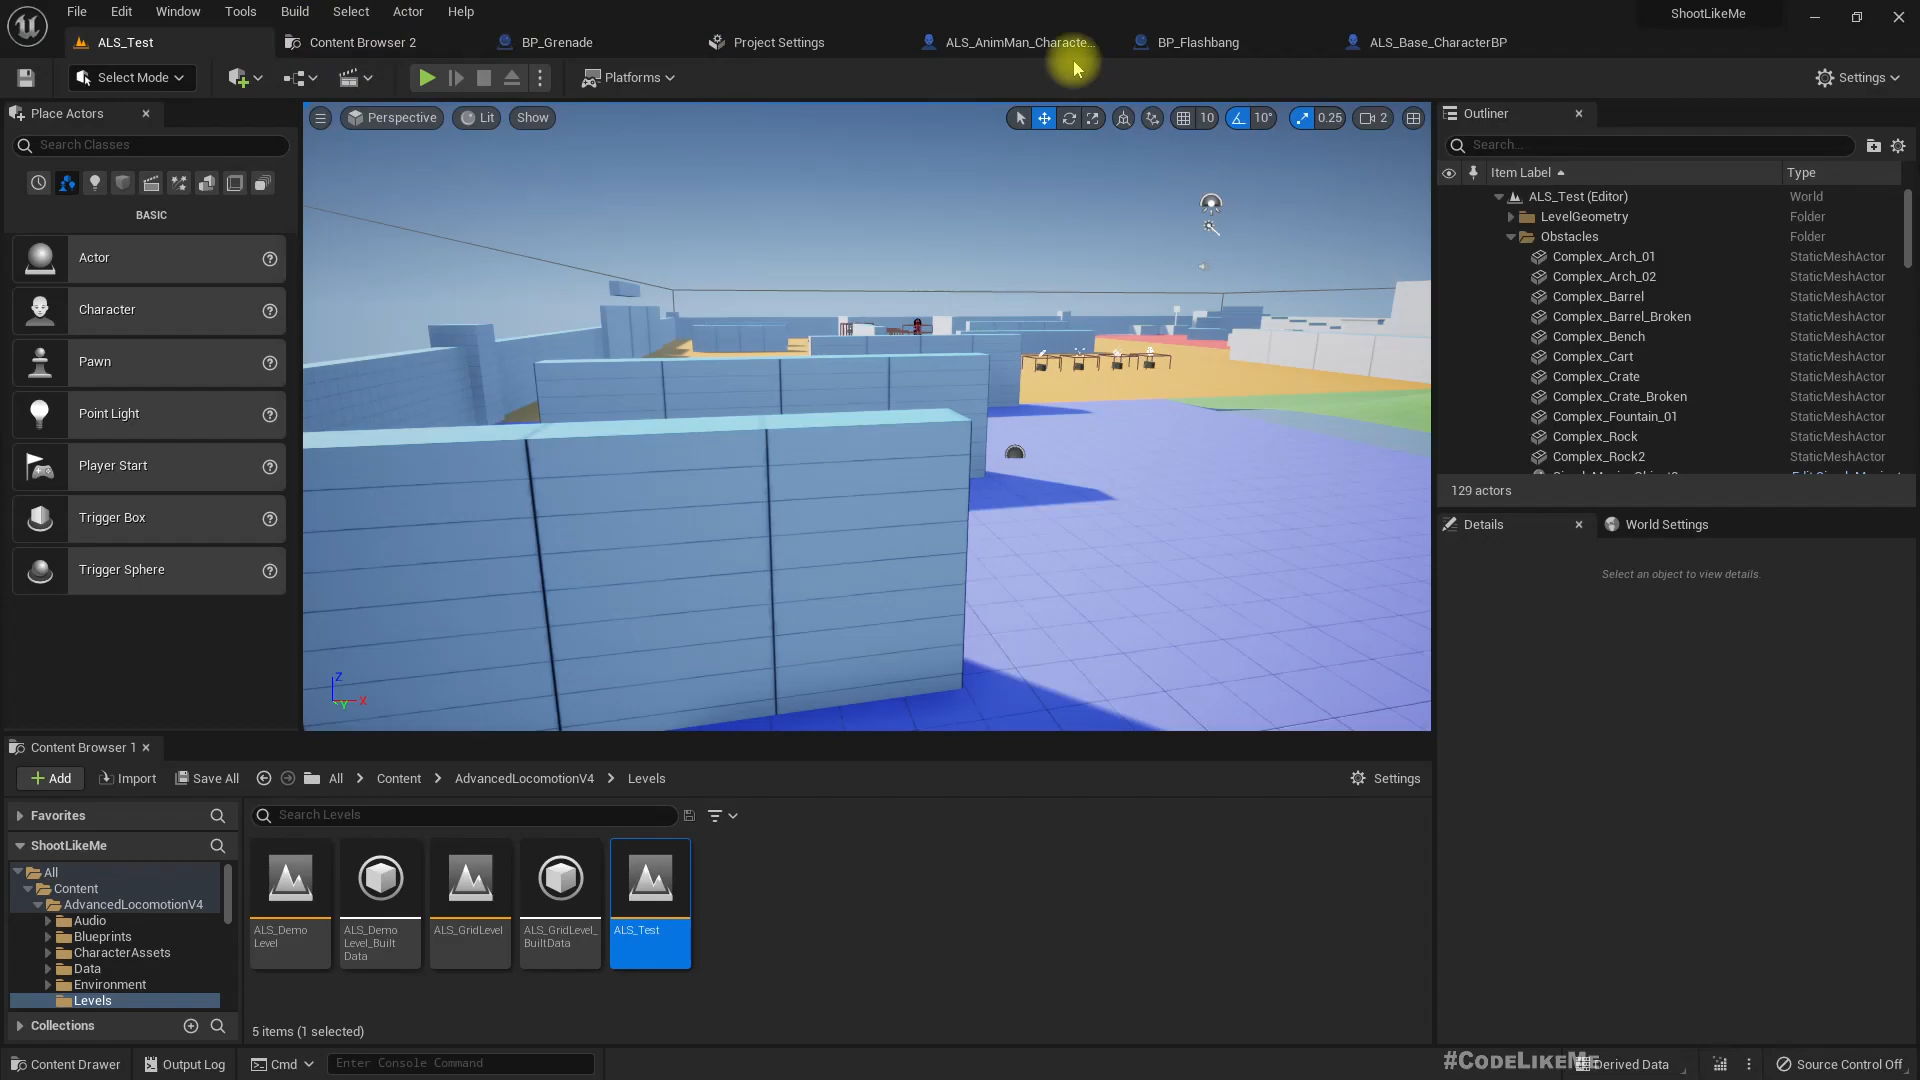 File Edit Window Tools Build Select Actor Help ShootLikeMe
ALS_Test Content Browser 2 BP_Grenade Project Settings ALS_AnimMan_Characte... BP_Flashbang ALS_Base_CharacterBP
Select Mode Platforms Settings
Place Actors
Search Classes
BASIC
Actor
Character
Pawn
Point Light
Player Start
Trigger Box
Trigger Sphere
Perspective Lit Show 10 10° 0.25 2
Z
X
Y
Outliner
Search...
Item Label Type
ALS_Test (Editor) World
LevelGeometry Folder
Obstacles Folder
Complex_Arch_01 StaticMeshActor
Complex_Arch_02 StaticMeshActor
Complex_Barrel StaticMeshActor
Complex_Barrel_Broken StaticMeshActor
Complex_Bench StaticMeshActor
Complex_Cart StaticMeshActor
Complex_Crate StaticMeshActor
Complex_Crate_Broken StaticMeshActor
Complex_Fountain_01 StaticMeshActor
Complex_Rock StaticMeshActor
Complex_Rock2 StaticMeshActor
129 actors
Details World Settings
Select an object to view details.
Content Browser 1
Add Import Save All All Content AdvancedLocomotionV4 Levels Settings
Favorites
ShootLikeMe
All
Content
AdvancedLocomotionV4
Audio
Blueprints
CharacterAssets
Data
Environment
Levels
Collections
Search Levels
ALS_Demo
Level
ALS_Demo
Level_Built
Data
ALS_GridLevel
ALS_GridLevel_
BuiltData
ALS_Test
5 items (1 selected)
Content Drawer Output Log Cmd Enter Console Command #CODELIKEME Derived Data Source Control Off